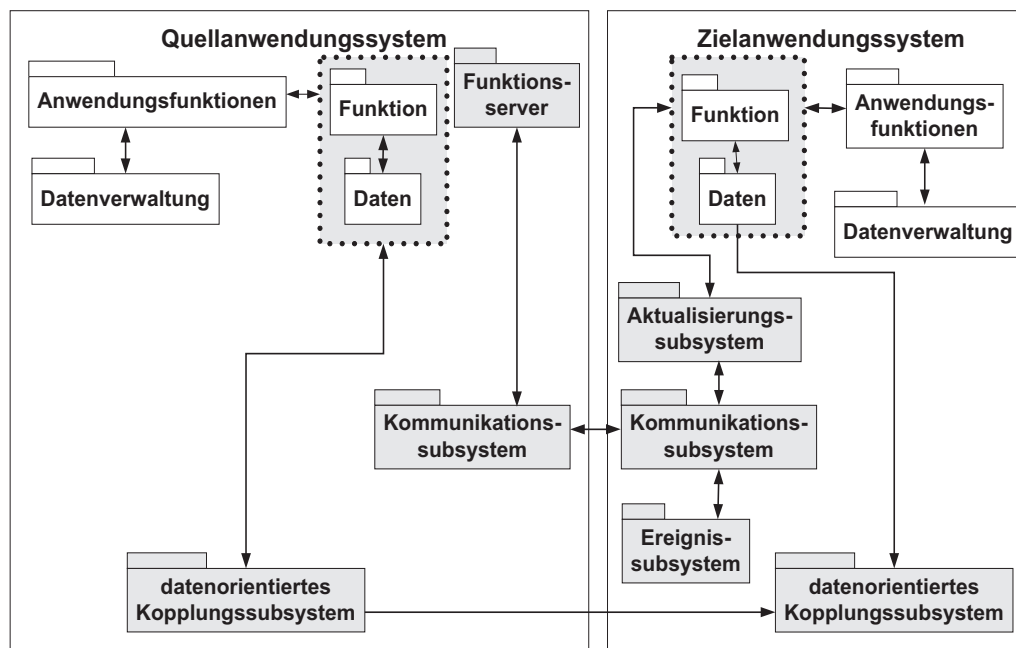 Quellanwendungssystem
Anwendungsfunktionen
Datenverwaltung
Funktion
Daten
Funktions-
server
Kommunikations-
subsystem
datenorientiertes
Kopplungssubsystem
Zielanwendungssystem
Funktion
Daten
Anwendungs-
funktionen
Datenverwaltung
Aktualisierungs-
subsystem
Kommunikations-
subsystem
Ereignis-
subsystem
datenorientiertes
Kopplungssubsystem